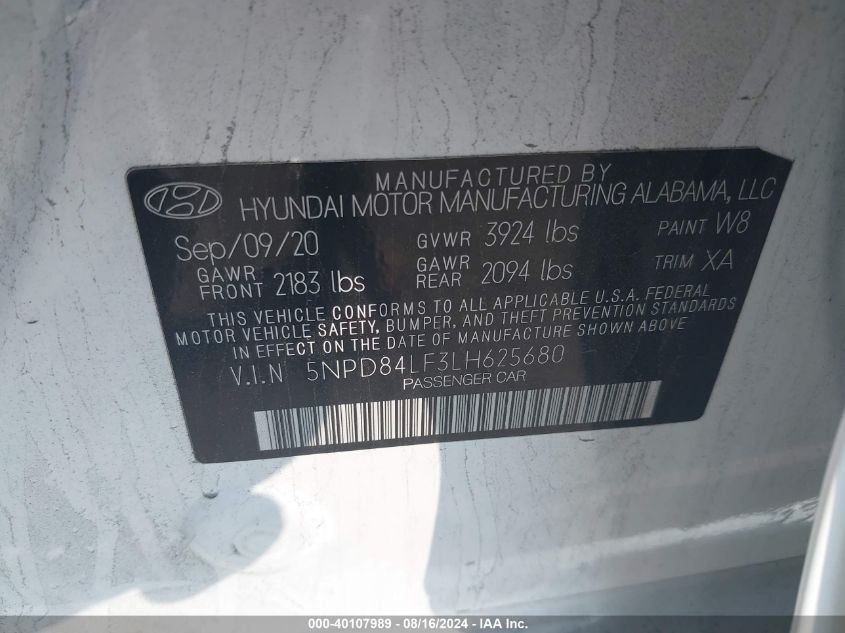 MANUFACTURED BY
HYUNDAI MOTOR MANUFACTURING ALABAMA, LLC
Sep/09/20 GVWR 3924 lbs PAINT W8
GAWR FRONT 2183 lbs GAWR REAR 2094 lbs TRIM XA
THIS VEHICLE CONFORMS TO ALL APPLICABLE U.S.A. FEDERAL
MOTOR VEHICLE SAFETY, BUMPER, AND THEFT PREVENTION STANDARDS
IN EFFECT ON THE DATE OF MANUFACTURE SHOWN ABOVE
V.I.N 5NPD84LF3LH625680
PASSENGER CAR
000-40107989 - 08/16/2024 - IAA Inc.